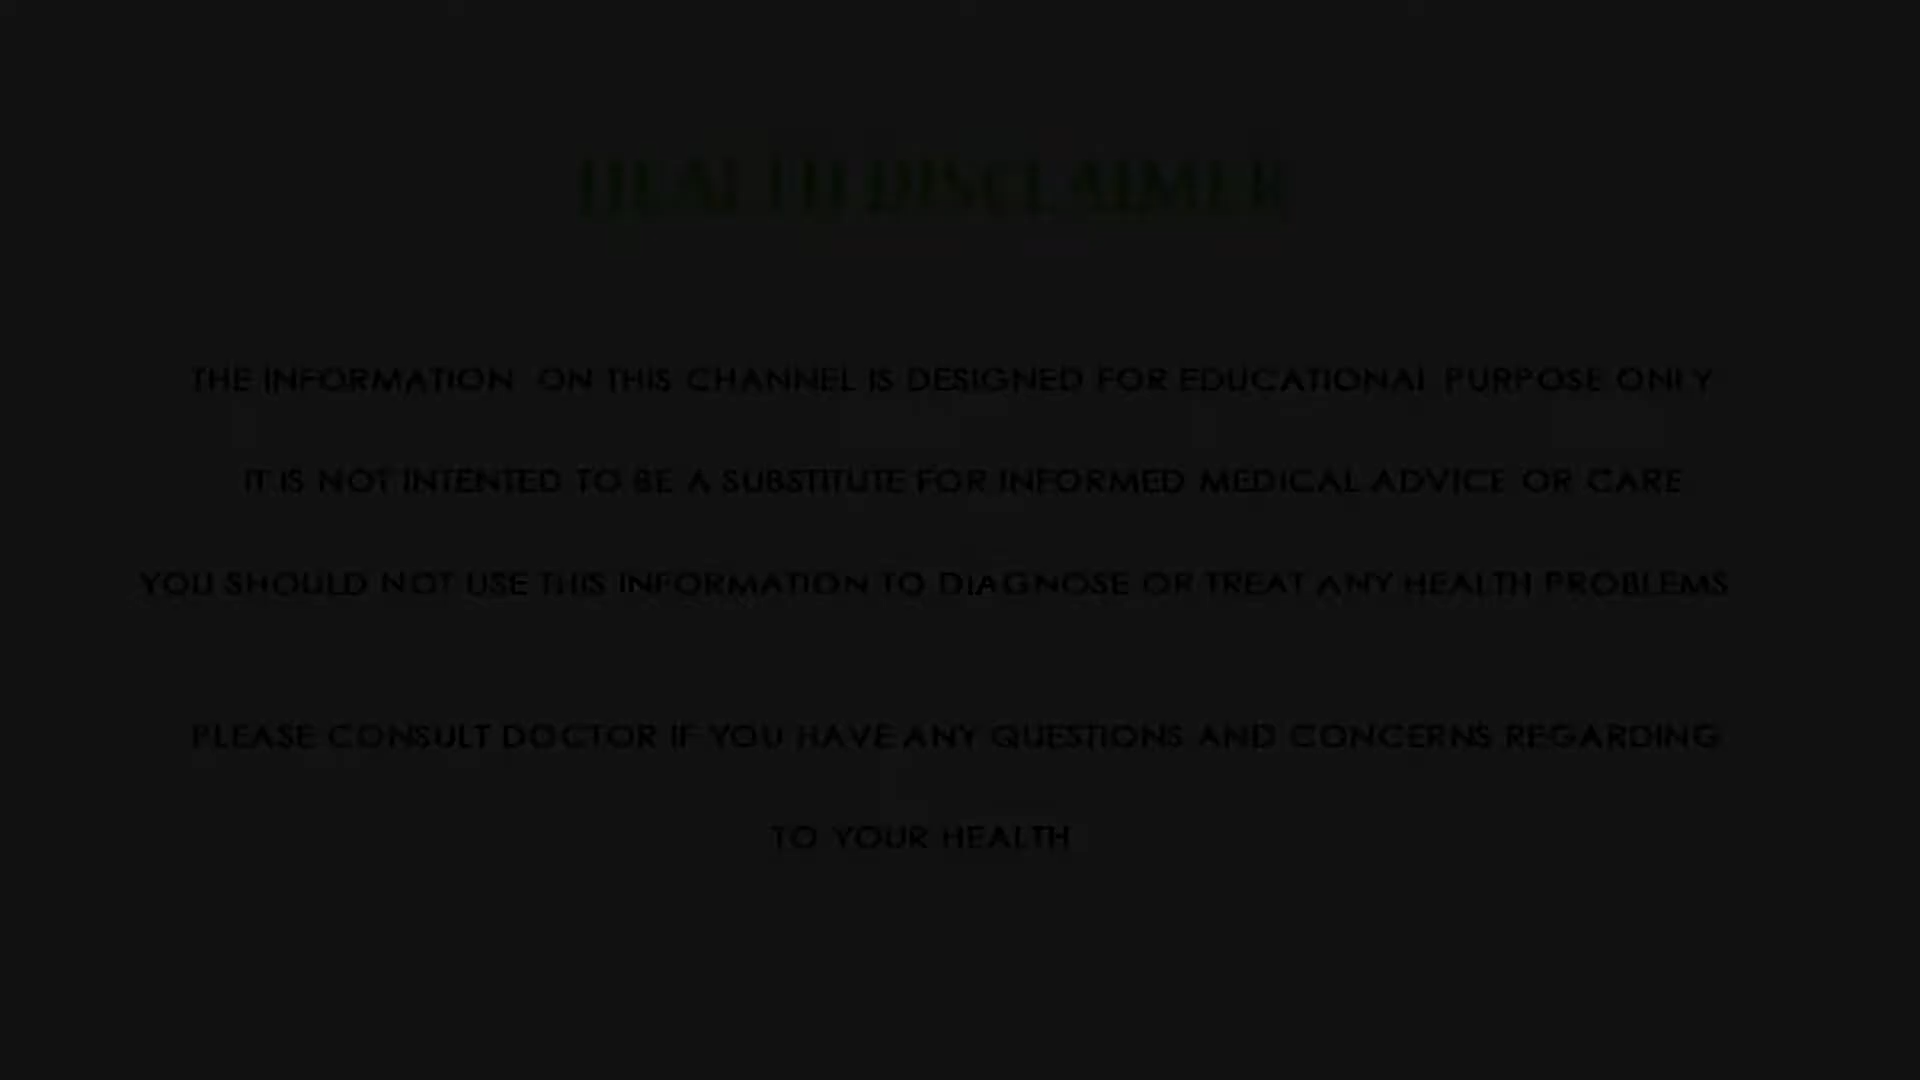 HEALTH DISCLAIMER
THE INFORMATION ON THIS CHANNEL IS DESIGNED FOR EDUCATIONAL PURPOSE ONLY
IT IS NOT INTENTED TO BE A SUBSTITUTE FOR INFORMED MEDICAL ADVICE OR CARE
YOU SHOULD NOT USE THIS INFORMATION TO DIAGNOSE OR TREAT ANY HEALTH PROBLEMS
PLEASE CONSULT DOCTOR IF YOU HAVE ANY QUESTIONS AND CONCERNS REGARDING
TO YOUR HEALTH